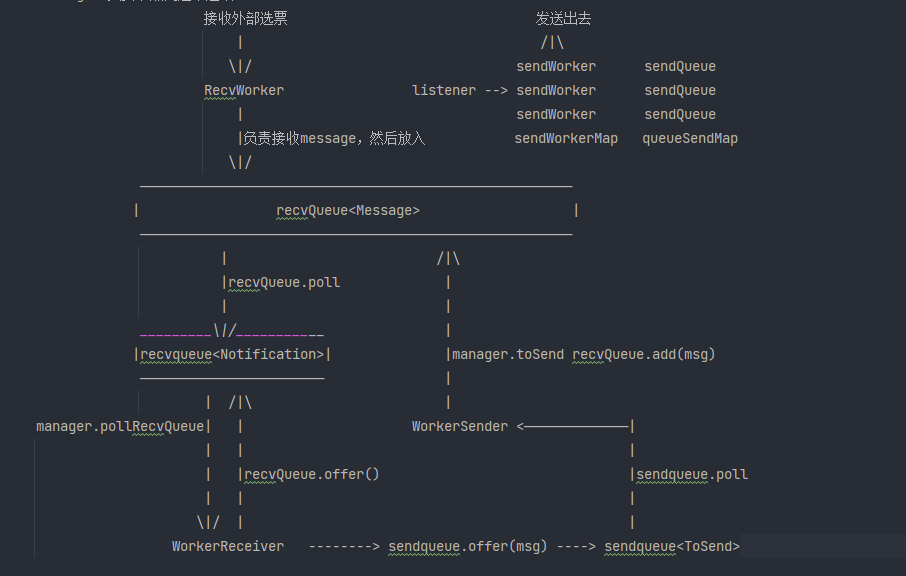 接收外部选票 发送出去
| /|\
\|/ sendWorker sendQueue
RecvWorker listener --> sendWorker sendQueue
| sendWorker sendQueue
|负责接收message，然后放入 sendWorkerMap queueSendMap
\|/
| recvQueue<Message> |
| /|\
|recvQueue.poll |
| |
_________\|/___________ |
|recvqueue<Notification>| |manager.toSend recvQueue.add(msg)
|
| /|\ |
manager.pollRecvQueue| | WorkerSender <—————————————|
| | |
| |recvQueue.offer() |sendqueue.poll
| | |
\|/ | |
WorkerReceiver --------> sendqueue.offer(msg) ----> sendqueue<ToSend>